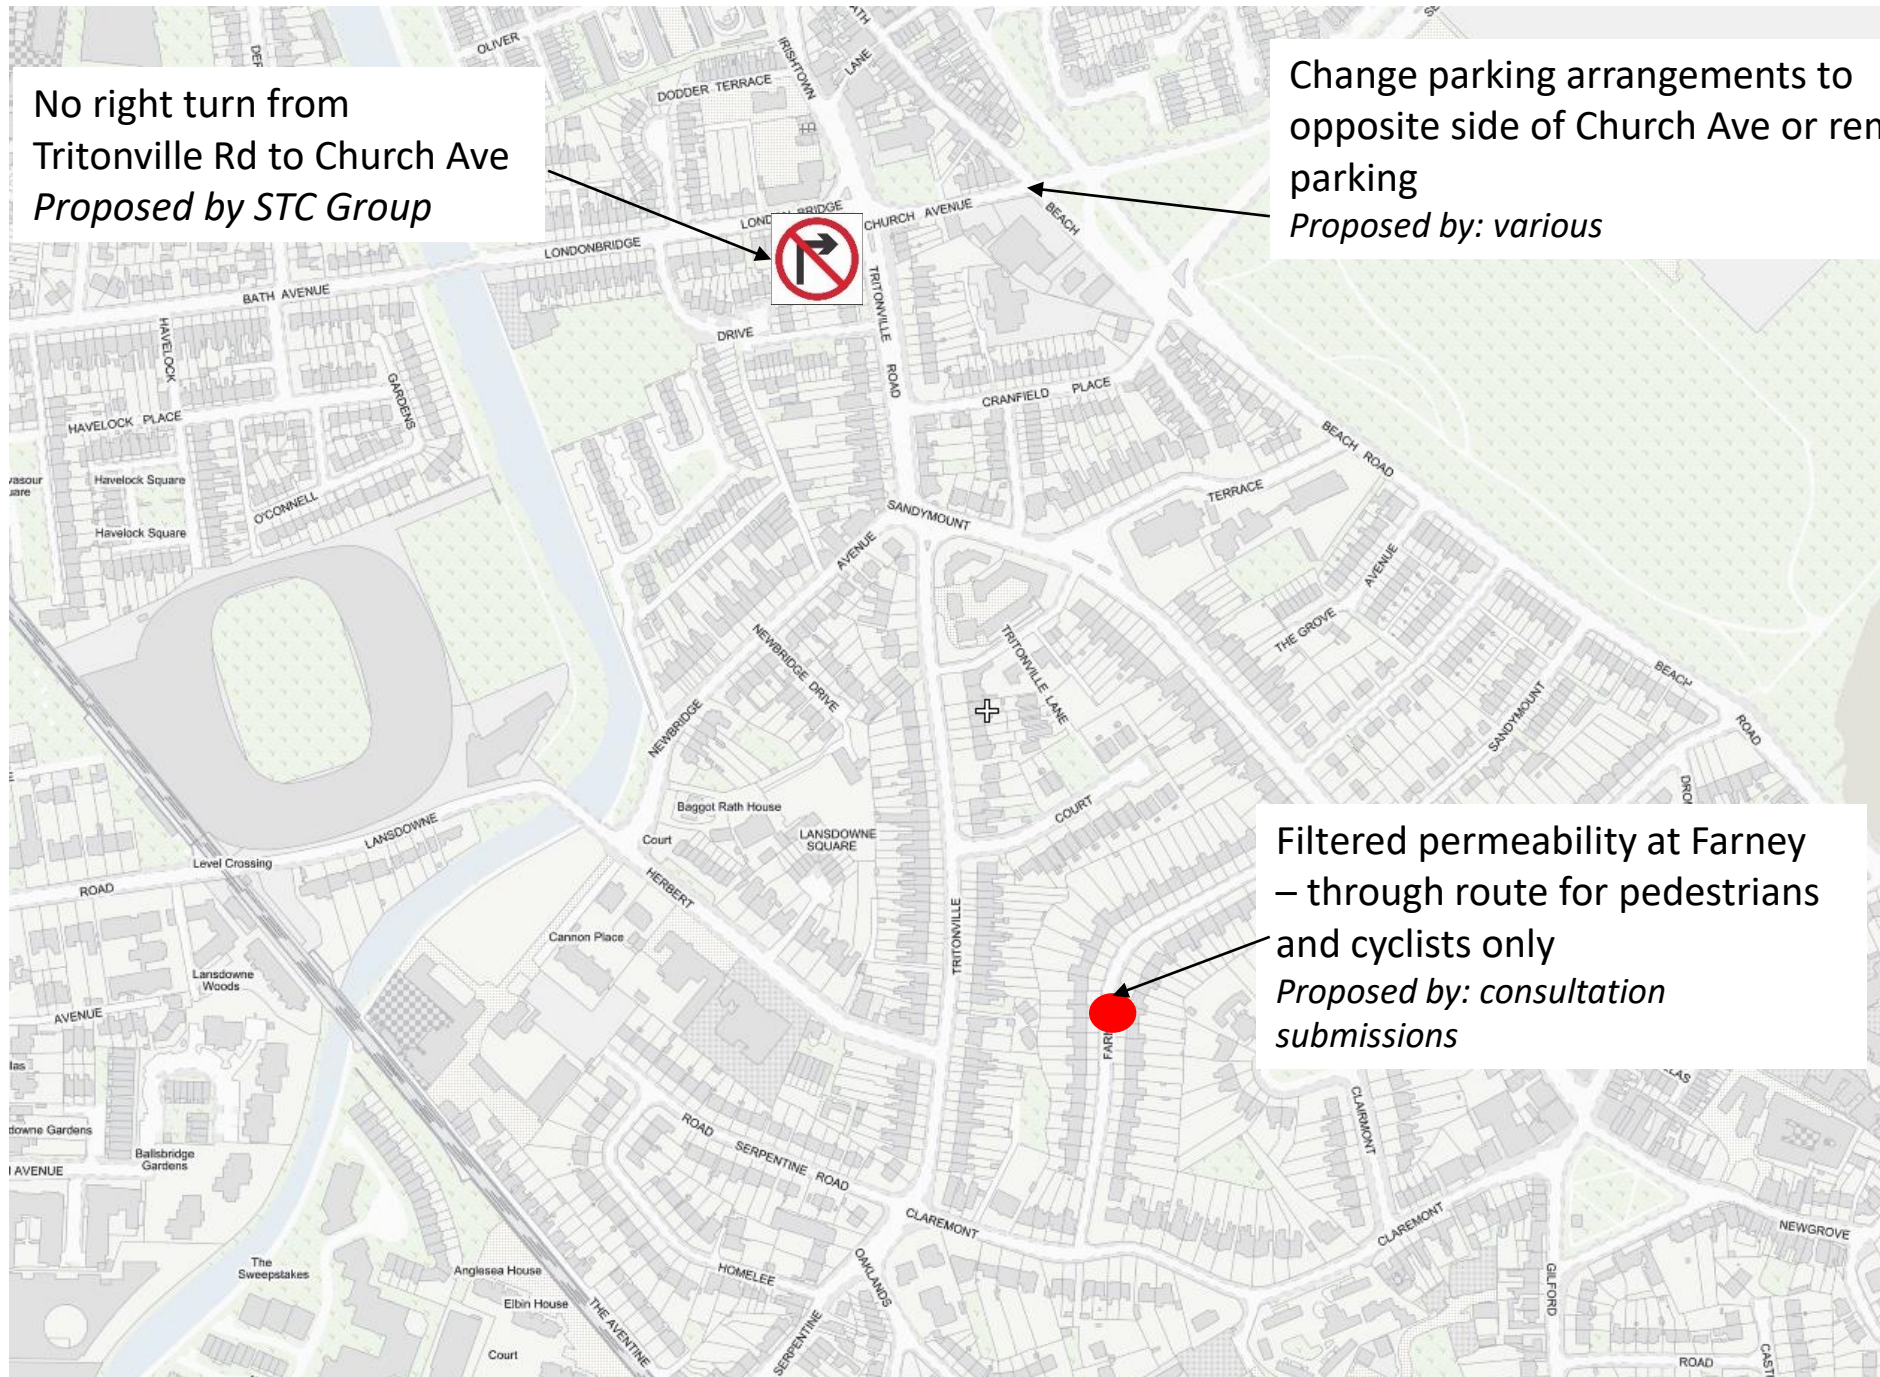 No right turn from
Tritonville Rd to Church Ave
Proposed by STC Group
Change parking arrangements to
opposite side of Church Ave or rem
parking
Proposed by: various
Filtered permeability at Farney
– through route for pedestrians
and cyclists only
Proposed by: consultation
submissions
OLIVER
IRISHTOWN
LANE
DODDER TERRACE
LONDON BRIDGE
CHURCH AVENUE
BEACH
LONDONBRIDGE
BATH AVENUE
TRITONVILLE
ROAD
DRIVE
HAVELOCK
GARDENS
HAVELOCK PLACE
CRANFIELD PLACE
BEACH ROAD
Havelock Square
O'CONNELL
Havelock Square
TERRACE
SANDYMOUNT
AVENUE
AVENUE
THE GROVE
NEWBRIDGE DRIVE
TRITONVILLE LANE
NEWBRIDGE
BEACH
ROAD
SANDYMOUNT
Baggot Rath House
COURT
LANSDOWNE
LANSDOWNE
SQUARE
Court
Level Crossing
ROAD
HERBERT
TRITONVILLE
Cannon Place
Lansdowne
Woods
AVENUE
CLAIRMONT
ROAD
SERPENTINE ROAD
Ballsbridge
Gardens
AVENUE
CLAREMONT
CLAREMONT
NEWGROVE
The
Sweepstakes
Anglesea House
HOMELEE
OAKLANDS
GILFORD
Elbin House
THE AVENTINE
SERPENTINE
Court
ROAD